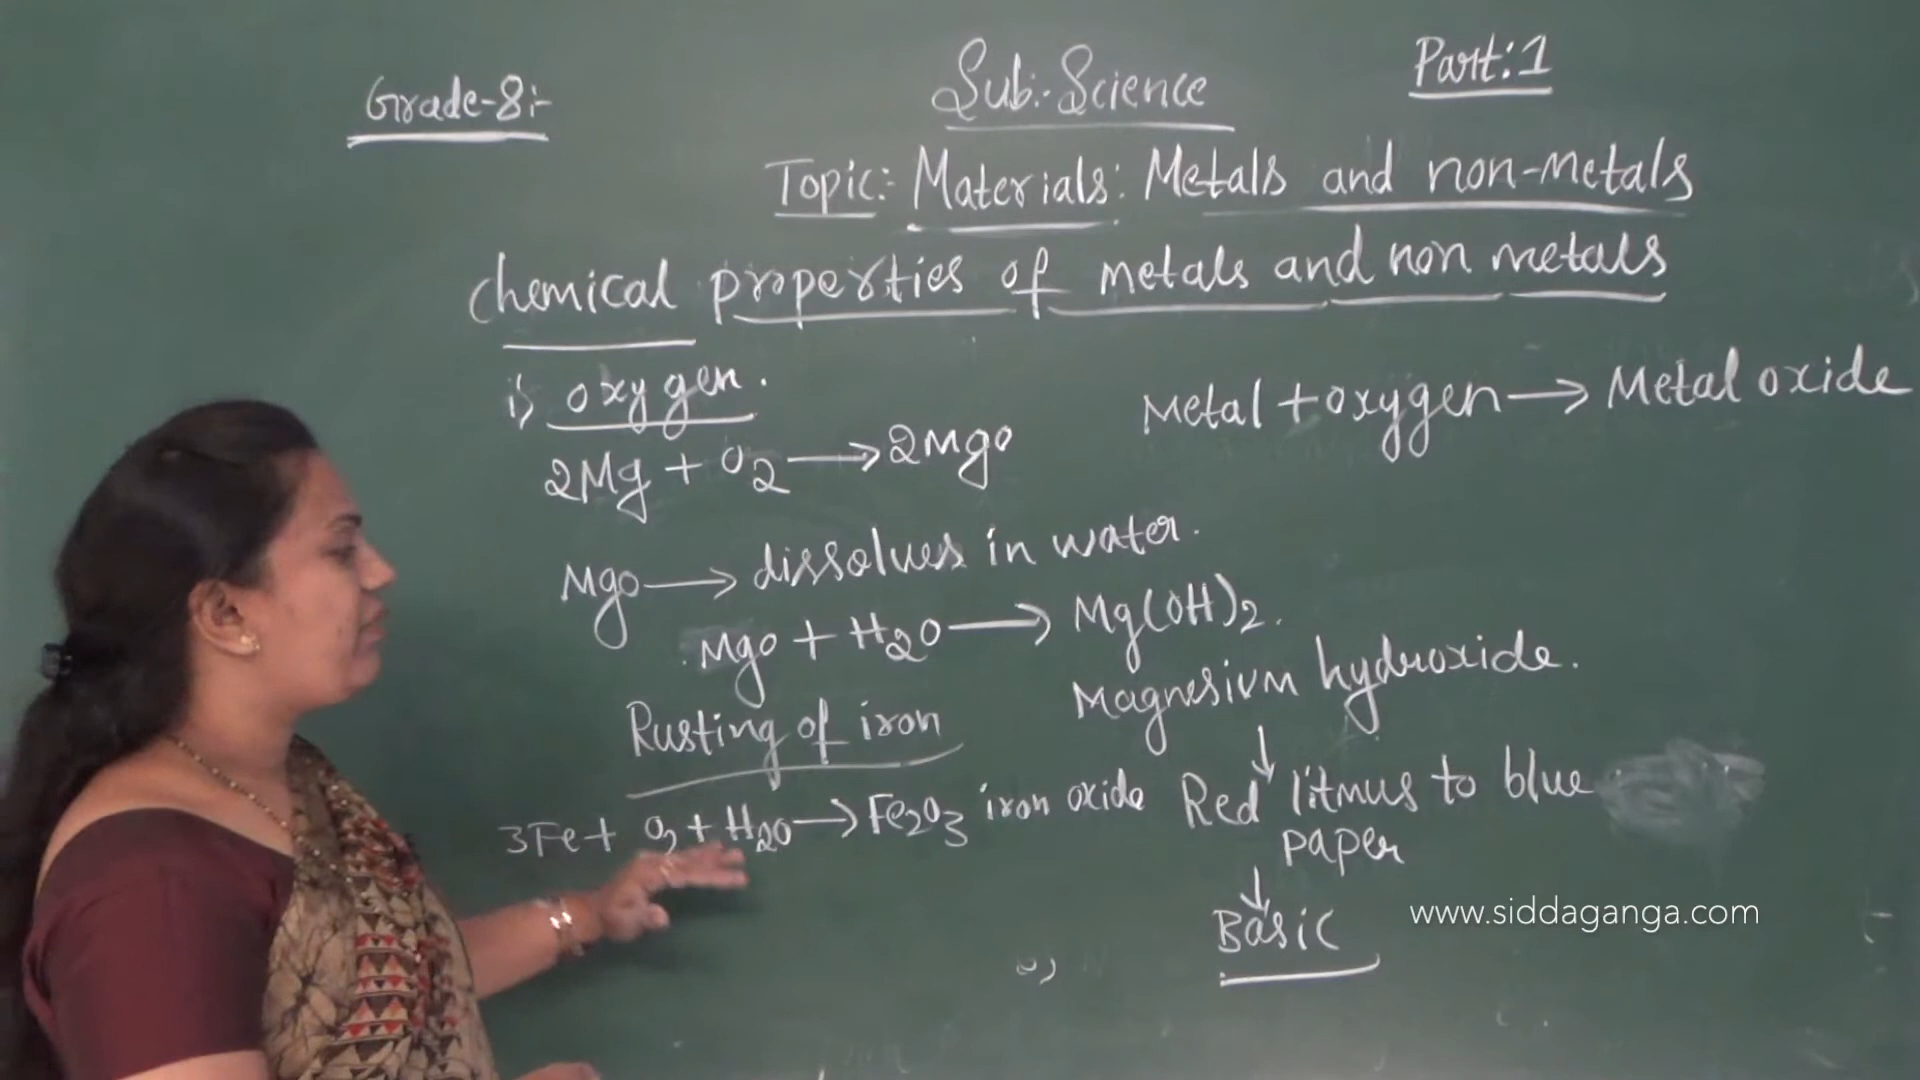 Grade-8:-
Sub:-Science
Part:1
Topic:- Materials: Metals and non-metals
chemical properties of metals and non metals
i) oxygen.
Metal + oxygen → Metal oxide
2Mg + O2 → 2MgO
MgO → dissolves in water.
MgO + H2O → Mg(OH)2.
Magnesium hydroxide.
↓
Rusting of iron
Red litmus to blue
paper
3Fe + O2 + H2O → Fe2O3 iron oxide
↓
Basic
www.siddaganga.com